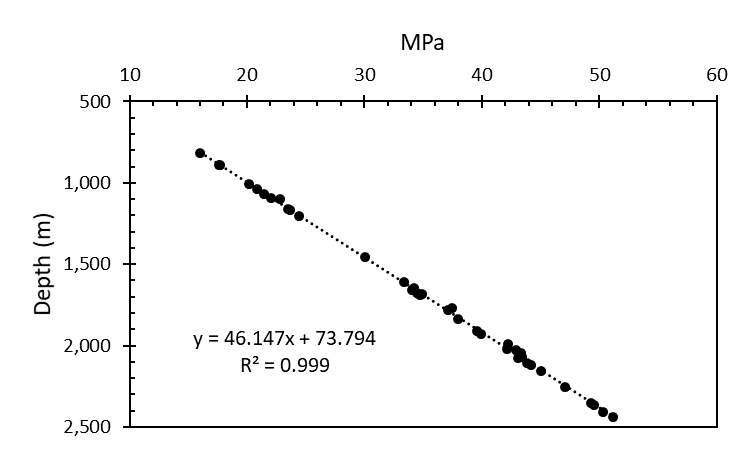 MPa
10 20 30 40 50 60
500
1,000
1,500
2,000
2,500
Depth (m)
y = 46.147x + 73.794
R² = 0.999